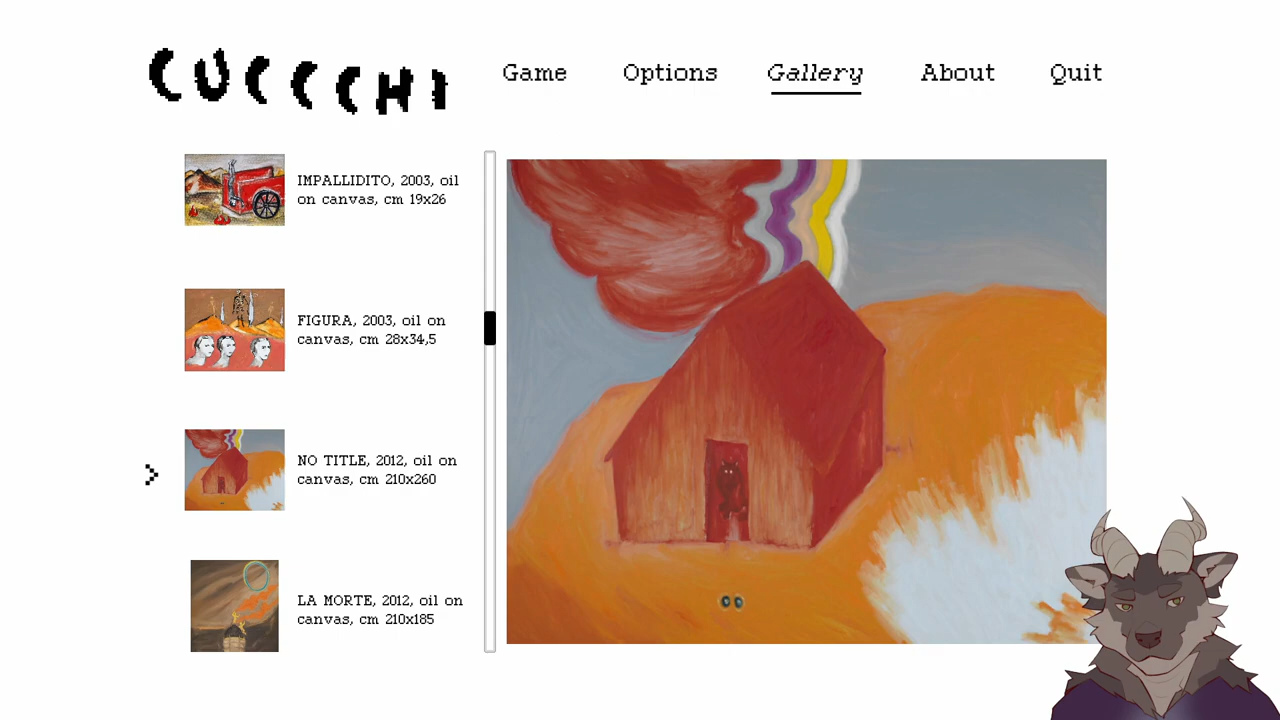 CUCCCHI
Game Options Gallery About Quit
IMPALLIDITO, 2003, oil
on canvas, cm 19x26
FIGURA, 2003, oil on
canvas, cm 28x34,5
NO TITLE, 2012, oil on
canvas, cm 210x260
LA MORTE, 2012, oil on
canvas, cm 210x185